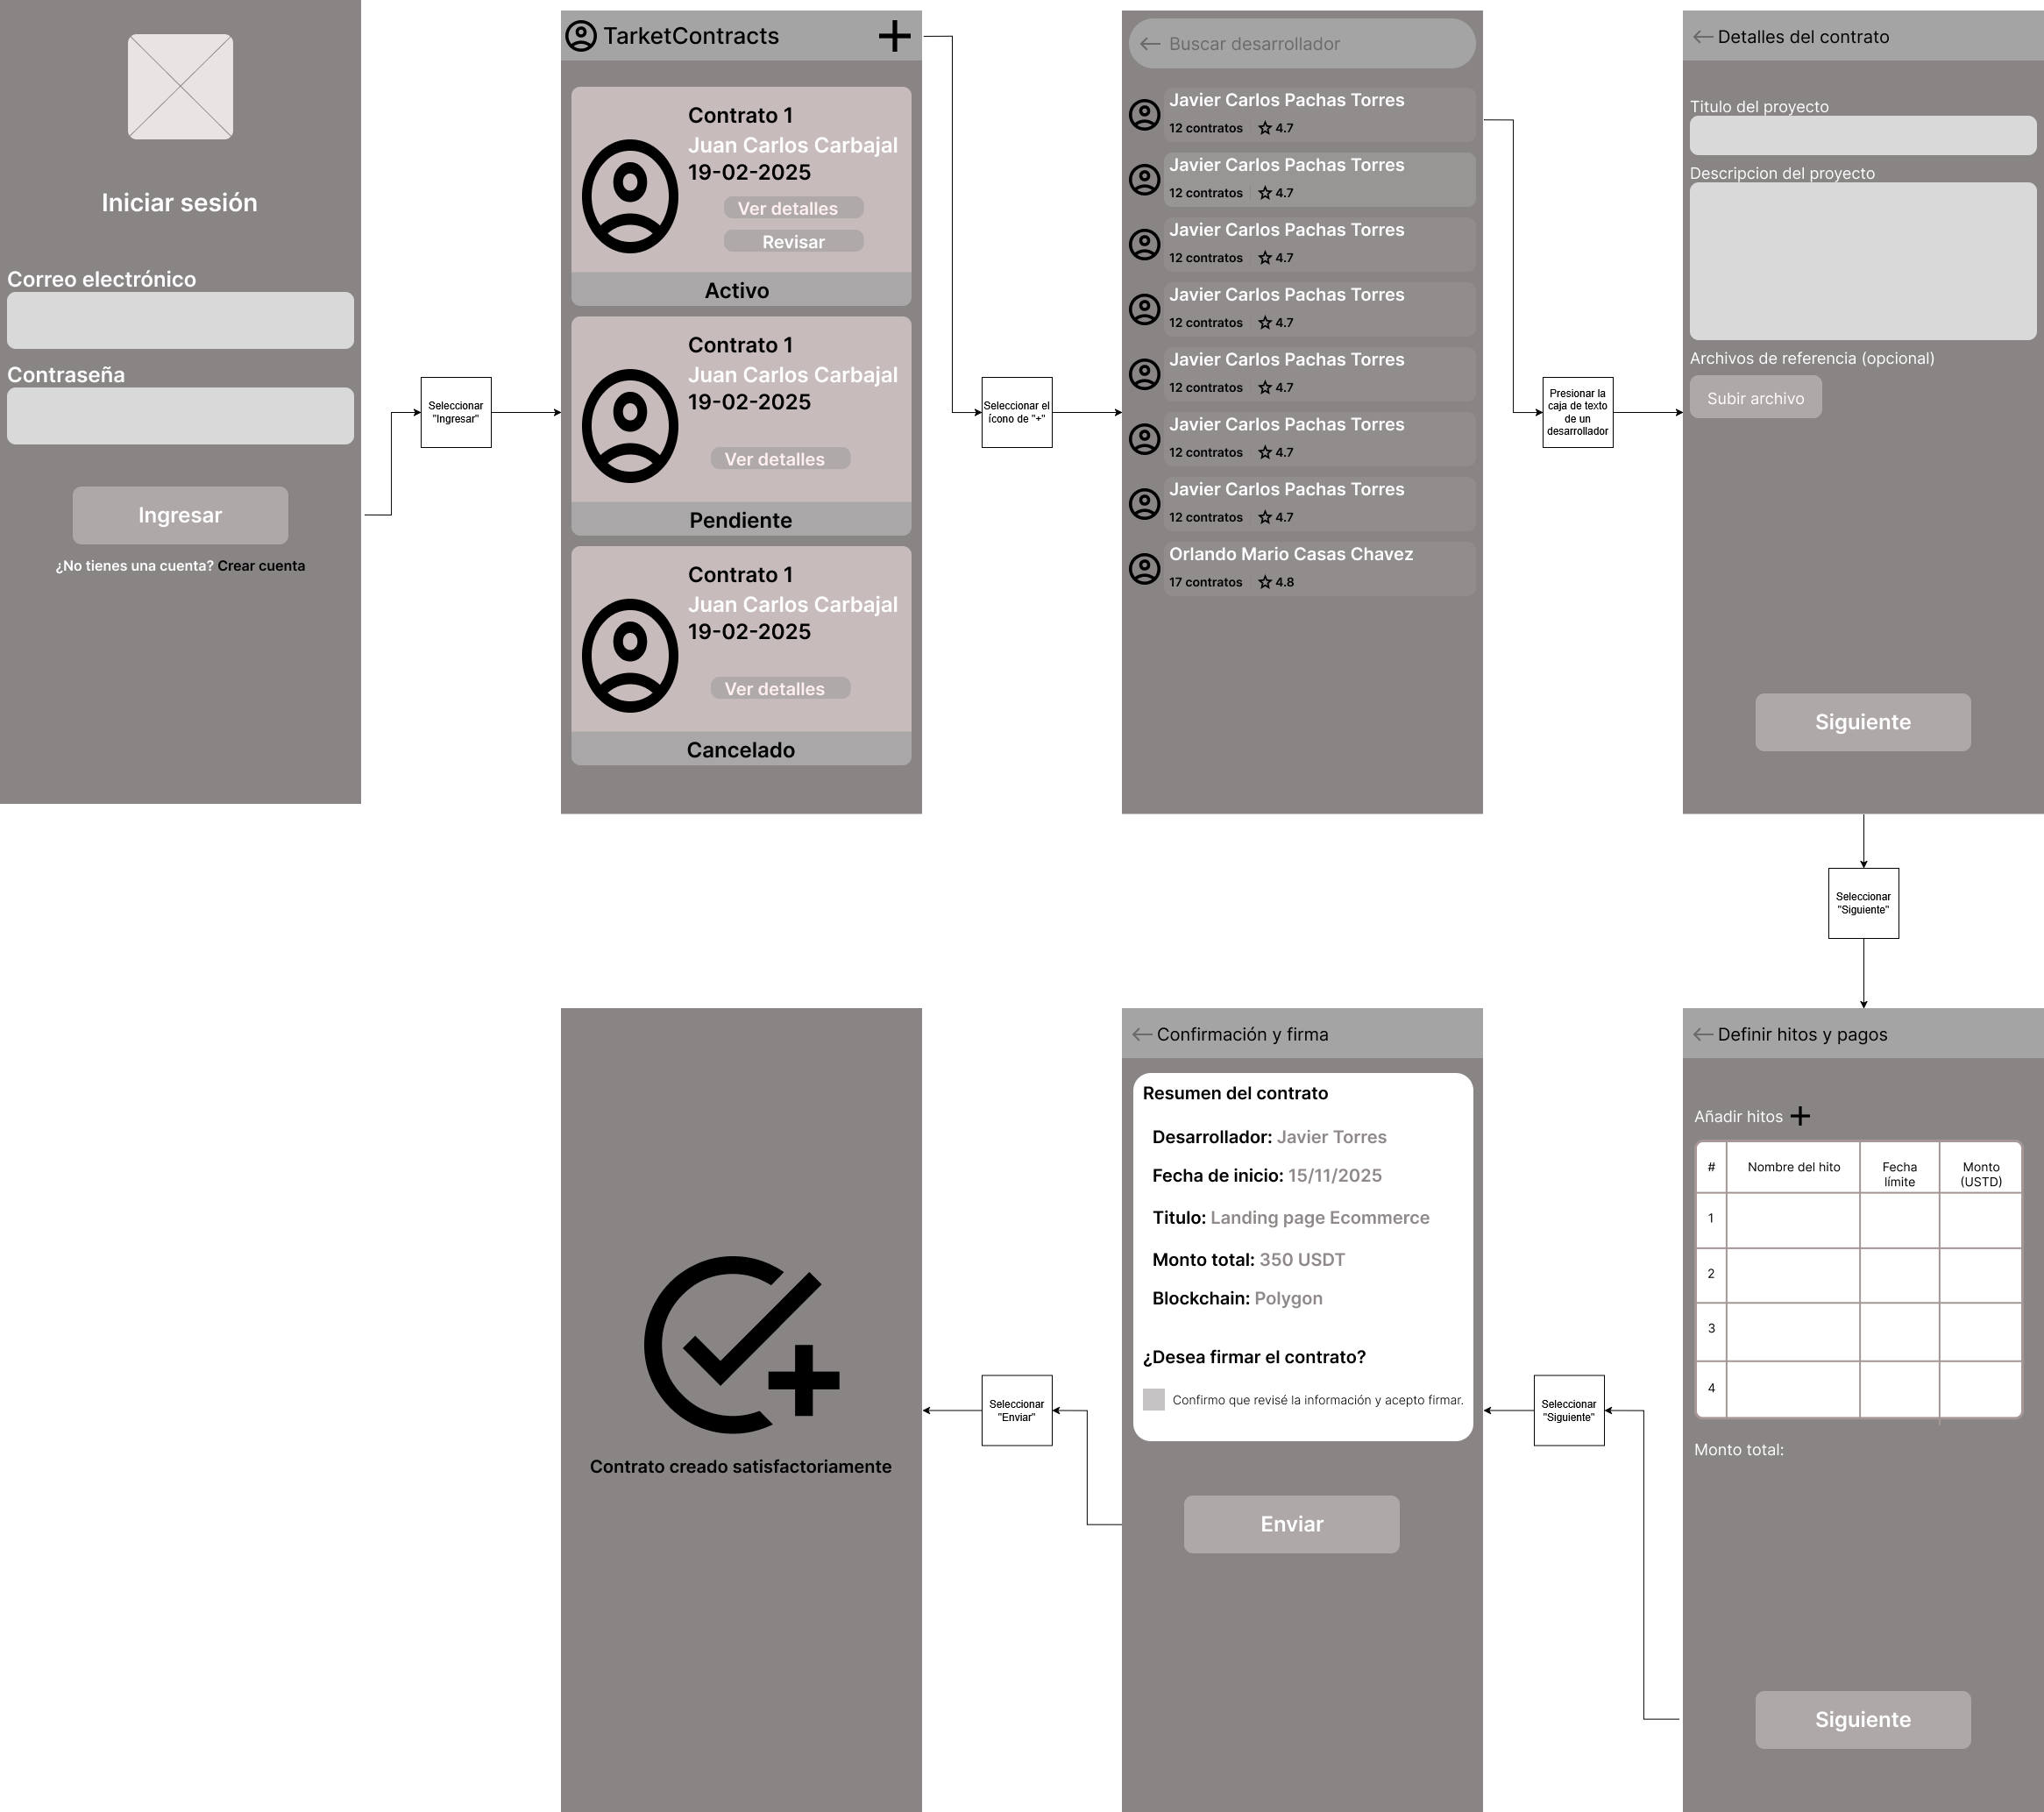 Iniciar sesión
Correo electrónico
Contraseña
Ingresar
¿No tienes una cuenta? Crear cuenta
Seleccionar
"Ingresar"
TarketContracts
Contrato 1
Juan Carlos Carbajal
19-02-2025
Ver detalles
Revisar
Activo
Contrato 1
Juan Carlos Carbajal
19-02-2025
Ver detalles
Pendiente
Contrato 1
Juan Carlos Carbajal
19-02-2025
Ver detalles
Cancelado
Seleccionar el
ícono de "+"
Buscar desarrollador
Javier Carlos Pachas Torres
12 contratos 4.7
Javier Carlos Pachas Torres
12 contratos 4.7
Javier Carlos Pachas Torres
12 contratos 4.7
Javier Carlos Pachas Torres
12 contratos 4.7
Javier Carlos Pachas Torres
12 contratos 4.7
Javier Carlos Pachas Torres
12 contratos 4.7
Javier Carlos Pachas Torres
12 contratos 4.7
Orlando Mario Casas Chavez
17 contratos 4.8
Presionar la
caja de texto
de un
desarrollador
Detalles del contrato
Titulo del proyecto
Descripcion del proyecto
Archivos de referencia (opcional)
Subir archivo
Siguiente
Seleccionar
"Siguiente"
Definir hitos y pagos
Añadir hitos
# Nombre del hito Fecha límite Monto (USTD)
1
2
3
4
Monto total:
Siguiente
Seleccionar
"Siguiente"
Confirmación y firma
Resumen del contrato
Desarrollador: Javier Torres
Fecha de inicio: 15/11/2025
Titulo: Landing page Ecommerce
Monto total: 350 USDT
Blockchain: Polygon
¿Desea firmar el contrato?
Confirmo que revisé la información y acepto firmar.
Enviar
Seleccionar
"Enviar"
Contrato creado satisfactoriamente